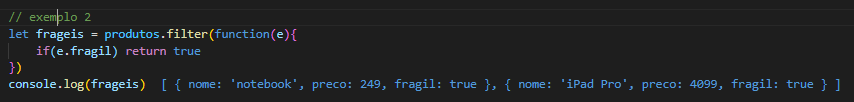 // exemplo 2
let frageis = produtos.filter(function(e){
if(e.fragil) return true
})
console.log(frageis) [ { nome: 'notebook', preco: 249, fragil: true }, { nome: 'iPad Pro', preco: 4099, fragil: true } ]